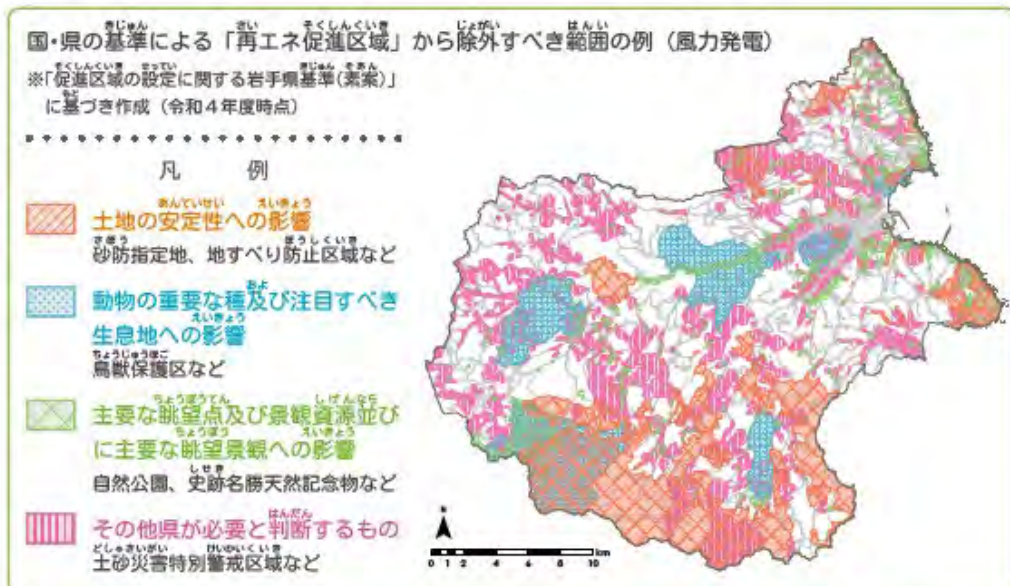 国・県の基準による「再エネ促進区域」から除外すべき範囲の例（風力発電）
※「促進区域の設定に関する岩手県基準（素案）」
に基づき作成（令和４年度時点）
凡 例
土地の安定性への影響
砂防指定地、地すべり防止区域など
動物の重要な種及び注目すべき
生息地への影響
鳥獣保護区など
主要な眺望点及び景観資源並び
に主要な眺望景観への影響
自然公園、史跡名勝天然記念物など
その他県が必要と判断するもの
土砂災害特別警戒区域など
N
0 1 2 4 6 8 10 km